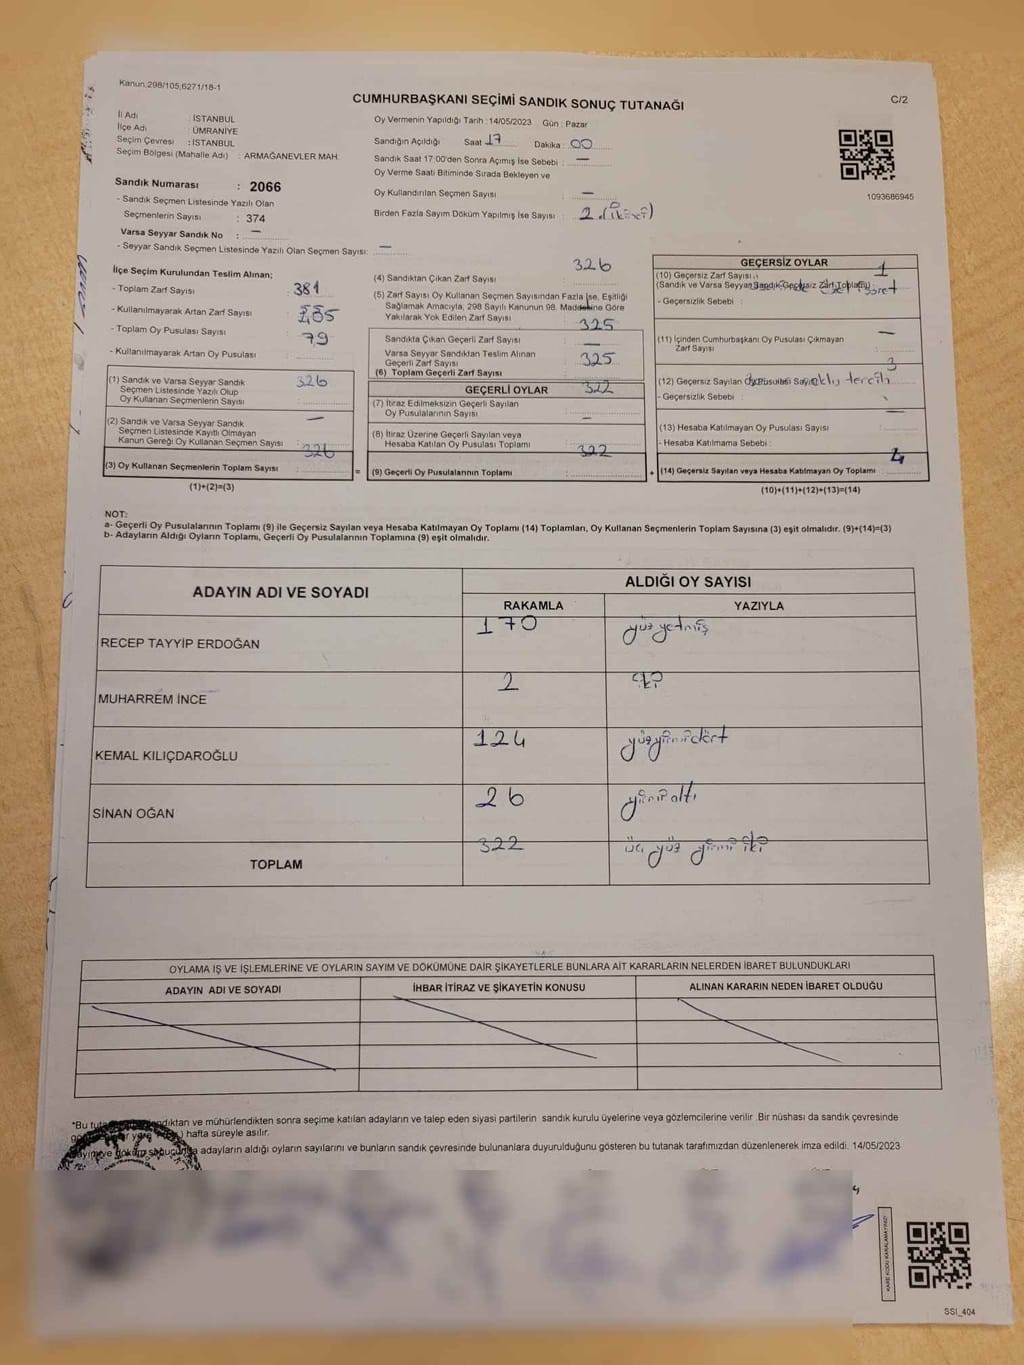 Kanun,298/105;6271/18-1
CUMHURBAŞKANI SEÇİMİ SANDIK SONUÇ TUTANAĞI
C/2
İl Adı : İSTANBUL
İlçe Adı : ÜMRANİYE
Seçim Çevresi : İSTANBUL
Seçim Bölgesi (Mahalle Adı) : ARMAĞANEVLER MAH.
Sandık Numarası : 2066
- Sandık Seçmen Listesinde Yazılı Olan
Seçmenlerin Sayısı : 374
Varsa Seyyar Sandık No : —
- Seyyar Sandık Seçmen Listesinde Yazılı Olan Seçmen Sayısı: —
Oy Vermenin Yapıldığı Tarih :14/05/2023 Gün : Pazar
Sandığın Açıldığı Saat 17 Dakika : 00
Sandık Saat 17:00'den Sonra Açımış İse Sebebi : —
Oy Verme Saati Bitiminde Sırada Bekleyen ve
Oy Kullandırılan Seçmen Sayısı : —
Birden Fazla Sayım Döküm Yapılmış İse Sayısı : 2 (İkinci)
1093686945
İlçe Seçim Kurulundan Teslim Alınan;
- Toplam Zarf Sayısı : 381
- Kullanılmayarak Artan Zarf Sayısı
- Toplam Oy Pusulası Sayısı : 79
- Kullanılmayarak Artan Oy Pusulası :
(1) Sandık ve Varsa Seyyar Sandık 326
Seçmen Listesinde Yazılı Olup
Oy Kullanan Seçmenlerin Sayısı :
(2) Sandık ve Varsa Seyyar Sandık —
Seçmen Listesinde Kayıtlı Olmayan
Kanun Gereği Oy Kullanan Seçmen Sayısı :
326
(3) Oy Kullanan Seçmenlerin Toplam Sayısı :
(1)+(2)=(3)
326
(4) Sandıktan Çıkan Zarf Sayısı :
(5) Zarf Sayısı Oy Kullanan Seçmen Sayısından Fazla İse, Eşitliği
Sağlamak Amacıyla, 298 Sayılı Kanunun 98. Maddesine Göre
Yakılarak Yok Edilen Zarf Sayısı
325
Sandıkta Çıkan Geçerli Zarf Sayısı : —
Varsa Seyyar Sandıktan Teslim Alınan 325
Geçerli Zarf Sayısı
(6) Toplam Geçerli Zarf Sayısı :
GEÇERLİ OYLAR 322
(7) İtiraz Edilmeksizin Geçerli Sayılan
Oy Pusulalarının Sayısı : —
(8) İtiraz Üzerine Geçerli Sayılan veya
Hesaba Katılan Oy Pusulası Toplamı :
322
= (9) Geçerli Oy Pusulalarının Toplamı :
GEÇERSİZ OYLAR
(10) Geçersiz Zarf Sayısı 1
(Sandık ve Varsa Seyyar Sandık Geçersiz Zarf Toplamı)
- Geçersizlik Sebebi :
(11) İçinden Cumhurbaşkanı Oy Pusulası Çıkmayan —
Zarf Sayısı :
3
(12) Geçersiz Sayılan Oy Pusulası Sayısı
- Geçersizlik Sebebi :
(13) Hesaba Katılmayan Oy Pusulası Sayısı : —
- Hesaba Katılmama Sebebi :
4
+ (14) Geçersiz Sayılan veya Hesaba Katılmayan Oy Toplamı :
(10)+(11)+(12)+(13)=(14)
NOT:
a- Geçerli Oy Pusulalarının Toplamı (9) ile Geçersiz Sayılan veya Hesaba Katılmayan Oy Toplamı (14) Toplamları, Oy Kullanan Seçmenlerin Toplam Sayısına (3) eşit olmalıdır. (9)+(14)=(3)
b- Adayların Aldığı Oyların Toplamı, Geçerli Oy Pusulalarının Toplamına (9) eşit olmalıdır.
ADAYIN ADI VE SOYADI
ALDIĞI OY SAYISI
RAKAMLA YAZIYLA
RECEP TAYYİP ERDOĞAN 170 yüzyetmiş
MUHARREM İNCE 2 iki
KEMAL KILIÇDAROĞLU 124 yüzyirmidört
SİNAN OĞAN 26 yirmialtı
TOPLAM 322 üç yüz yirmi iki
OYLAMA İŞ VE İŞLEMLERİNE VE OYLARIN SAYIM VE DÖKÜMÜNE DAİR ŞİKAYETLERLE BUNLARA AİT KARARLARIN NELERDEN İBARET BULUNDUKLARI
ADAYIN ADI VE SOYADI
İHBAR İTİRAZ VE ŞİKAYETİN KONUSU
ALINAN KARARIN NEDEN İBARET OLDUĞU
*Bu ve mühürlendikten sonra seçime katılan adayların ve talep eden siyasi partilerin sandık kurulu üyelerine veya gözlemcilerine verilir .Bir nüshası da sandık çevresinde
) hafta süreyle asılır.
adayların aldığı oyların sayılarını ve bunların sandık çevresinde bulunanlara duyurulduğunu gösteren bu tutanak tarafımızdan düzenlenerek imza edildi. 14/05/2023
KARE KODU KARALAMAYINIZ!
SSİ_404